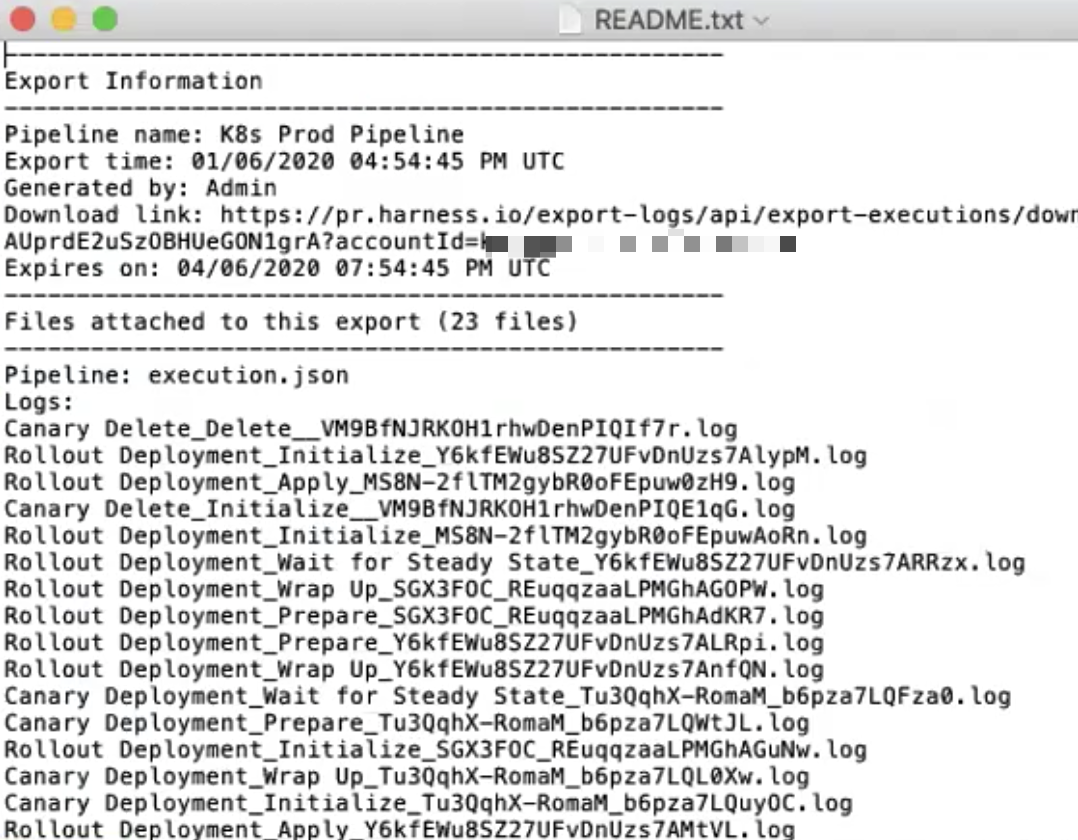 README.txt
--------------------------------------------------
Export Information
--------------------------------------------------
Pipeline name: K8s Prod Pipeline
Export time: 01/06/2020 04:54:45 PM UTC
Generated by: Admin
Download link: https://pr.harness.io/export-logs/api/export-executions/down
AUprdE2uSzOBHUeGON1grA?accountId=
Expires on: 04/06/2020 07:54:45 PM UTC
--------------------------------------------------
Files attached to this export (23 files)
--------------------------------------------------
Pipeline: execution.json
Logs:
Canary Delete_Delete__VM9BfNJRKOH1rhwDenPIQIf7r.log
Rollout Deployment_Initialize_Y6kfEWu8SZ27UFvDnUzs7AlypM.log
Rollout Deployment_Apply_MS8N-2flTM2gybR0oFEpuw0zH9.log
Canary Delete_Initialize__VM9BfNJRKOH1rhwDenPIQE1qG.log
Rollout Deployment_Initialize_MS8N-2flTM2gybR0oFEpuwAoRn.log
Rollout Deployment_Wait for Steady State_Y6kfEWu8SZ27UFvDnUzs7ARRzx.log
Rollout Deployment_Wrap Up_SGX3FOC_REuqqzaaLPMGhAGOPW.log
Rollout Deployment_Prepare_SGX3FOC_REuqqzaaLPMGhAdKR7.log
Rollout Deployment_Prepare_Y6kfEWu8SZ27UFvDnUzs7ALRpi.log
Rollout Deployment_Wrap Up_Y6kfEWu8SZ27UFvDnUzs7AnfQN.log
Canary Deployment_Wait for Steady State_Tu3QqhX-RomaM_b6pza7LQFza0.log
Canary Deployment_Prepare_Tu3QqhX-RomaM_b6pza7LQWtJL.log
Rollout Deployment_Initialize_SGX3FOC_REuqqzaaLPMGhAGuNw.log
Canary Deployment_Wrap Up_Tu3QqhX-RomaM_b6pza7LQL0Xw.log
Canary Deployment_Initialize_Tu3QqhX-RomaM_b6pza7LQuyOC.log
Rollout Deployment_Apply_Y6kfEWu8SZ27UFvDnUzs7AMtVL.log